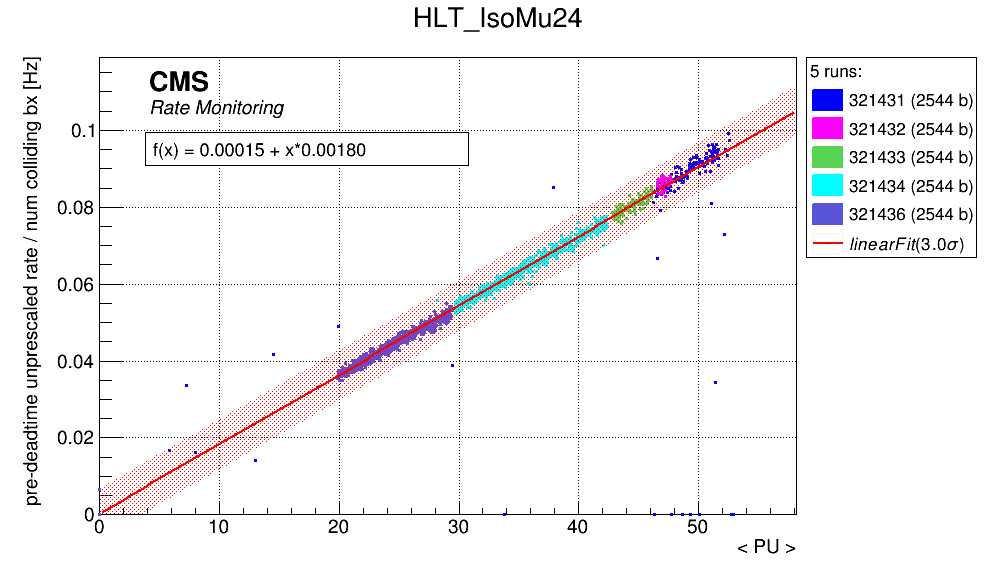 HLT_IsoMu24
pre-deadtime unprescaled rate / num colliding bx [Hz]
CMS
Rate Monitoring
f(x) = 0.00015 + x*0.00180
0.1
0.08
0.06
0.04
0.02
0
0 10 20 30 40 50
< PU >
5 runs:
321431 (2544 b)
321432 (2544 b)
321433 (2544 b)
321434 (2544 b)
321436 (2544 b)
linearFit(3.0σ)